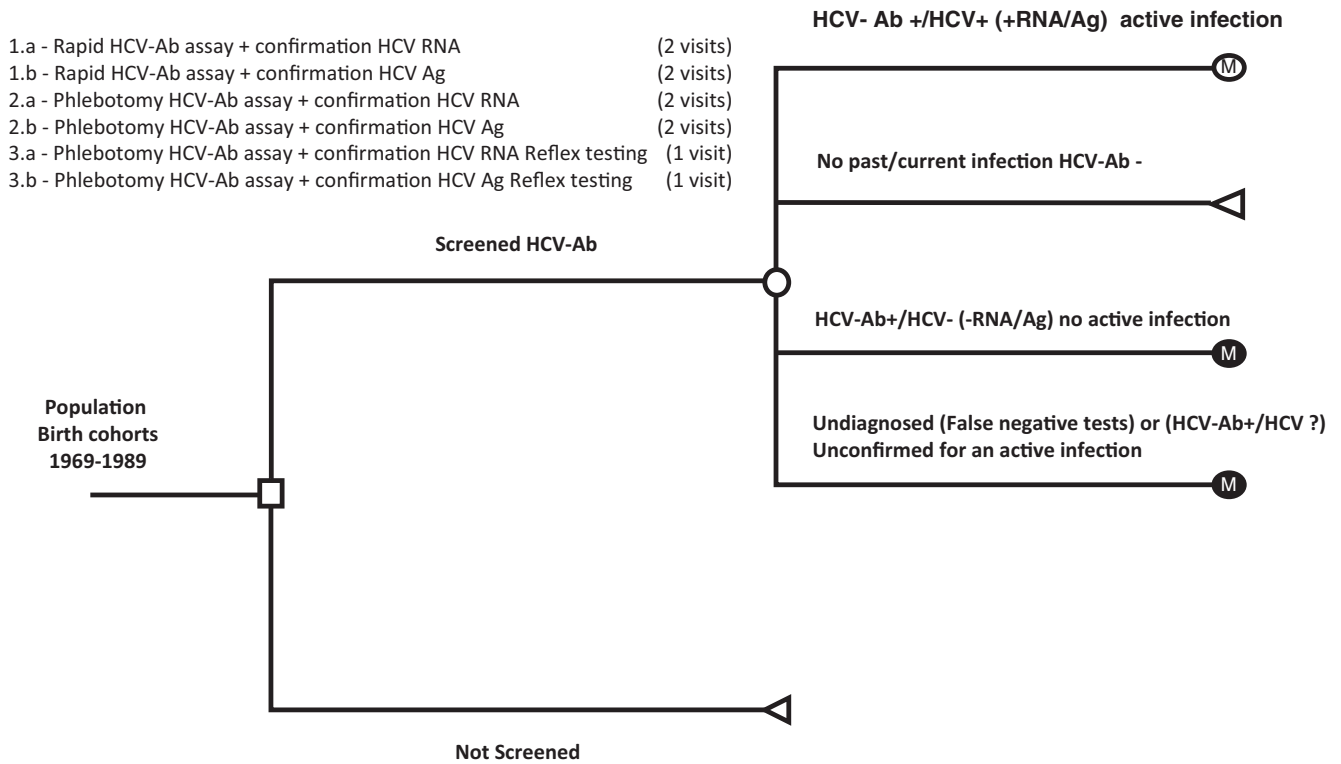 HCV- Ab +/HCV+ (+RNA/Ag) active infection
1.a - Rapid HCV-Ab assay + confirmation HCV RNA (2 visits)
1.b - Rapid HCV-Ab assay + confirmation HCV Ag (2 visits)
2.a - Phlebotomy HCV-Ab assay + confirmation HCV RNA (2 visits)
2.b - Phlebotomy HCV-Ab assay + confirmation HCV Ag (2 visits)
3.a - Phlebotomy HCV-Ab assay + confirmation HCV RNA Reflex testing (1 visit)
3.b - Phlebotomy HCV-Ab assay + confirmation HCV Ag Reflex testing (1 visit)
M
No past/current infection HCV-Ab -
Screened HCV-Ab
HCV-Ab+/HCV- (-RNA/Ag) no active infection
M
Population
Birth cohorts
1969-1989
Undiagnosed (False negative tests) or (HCV-Ab+/HCV ?)
Unconfirmed for an active infection
M
Not Screened